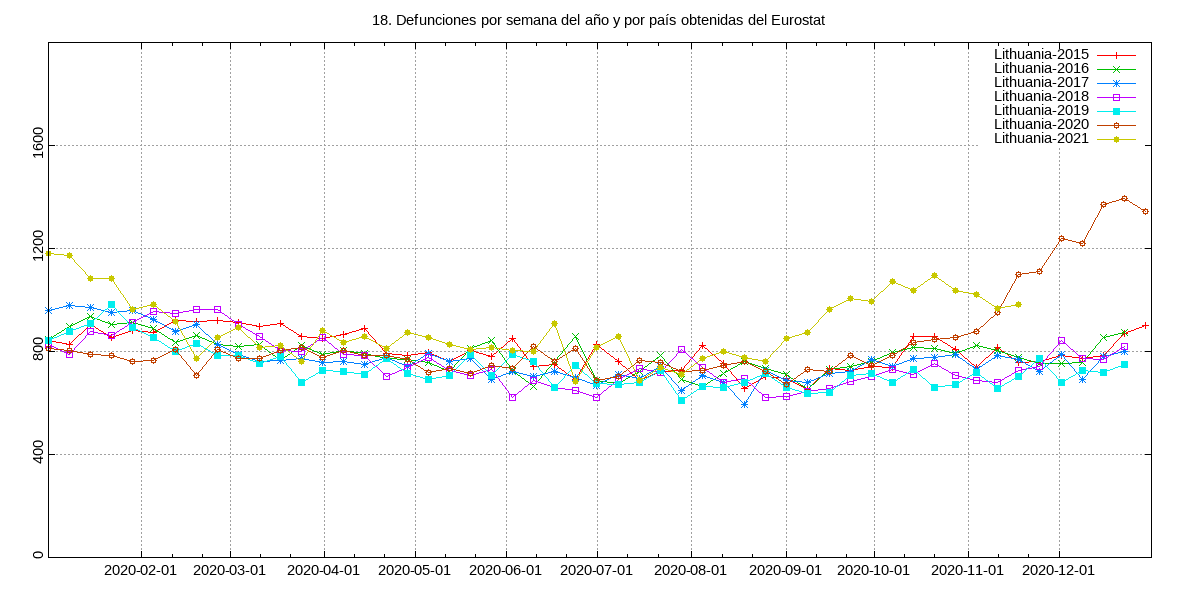 18. Defunciones por semana del año y por país obtenidas del Eurostat
Lithuania-2015
Lithuania-2016
Lithuania-2017
Lithuania-2018
Lithuania-2019
Lithuania-2020
Lithuania-2021
1600
1200
800
400
0
2020-02-01 2020-03-01 2020-04-01 2020-05-01 2020-06-01 2020-07-01 2020-08-01 2020-09-01 2020-10-01 2020-11-01 2020-12-01